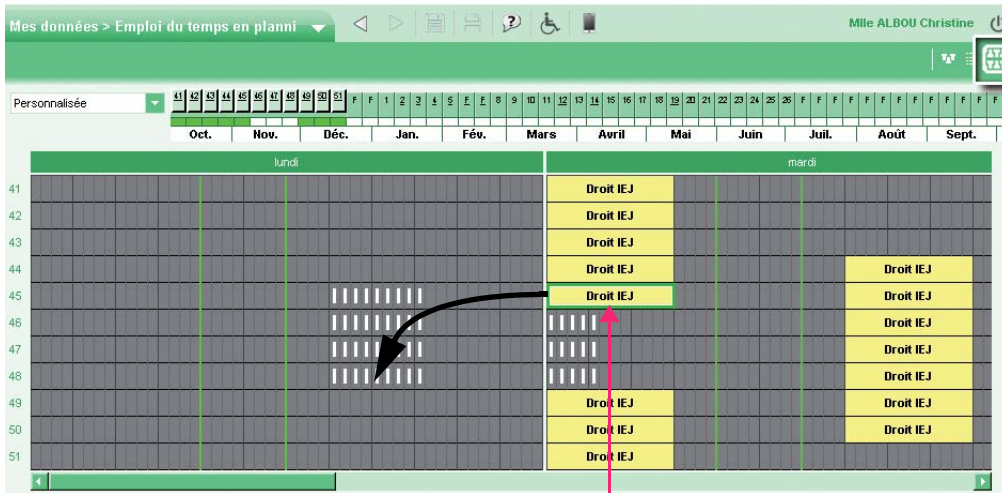 Mes données > Emploi du temps en planni
Mlle ALBOU Christine
Personnalisée
41 42 43 44 45 46 47 48 49 50 51 F F 1 2 3 4 5 F F 8 9 10 11 12 13 14 15 16 17 18 19 20 21 22 23 24 25 26 F F F F F F F F F F F F F
Oct. Nov. Déc. Jan. Fév. Mars Avril Mai Juin Juil. Août Sept.
lundi mardi
41 Droit IEJ
42 Droit IEJ
43 Droit IEJ
44 Droit IEJ Droit IEJ
45 Droit IEJ Droit IEJ
46 Droit IEJ
47 Droit IEJ
48 Droit IEJ
49 Droit IEJ Droit IEJ
50 Droit IEJ Droit IEJ
51 Droit IEJ